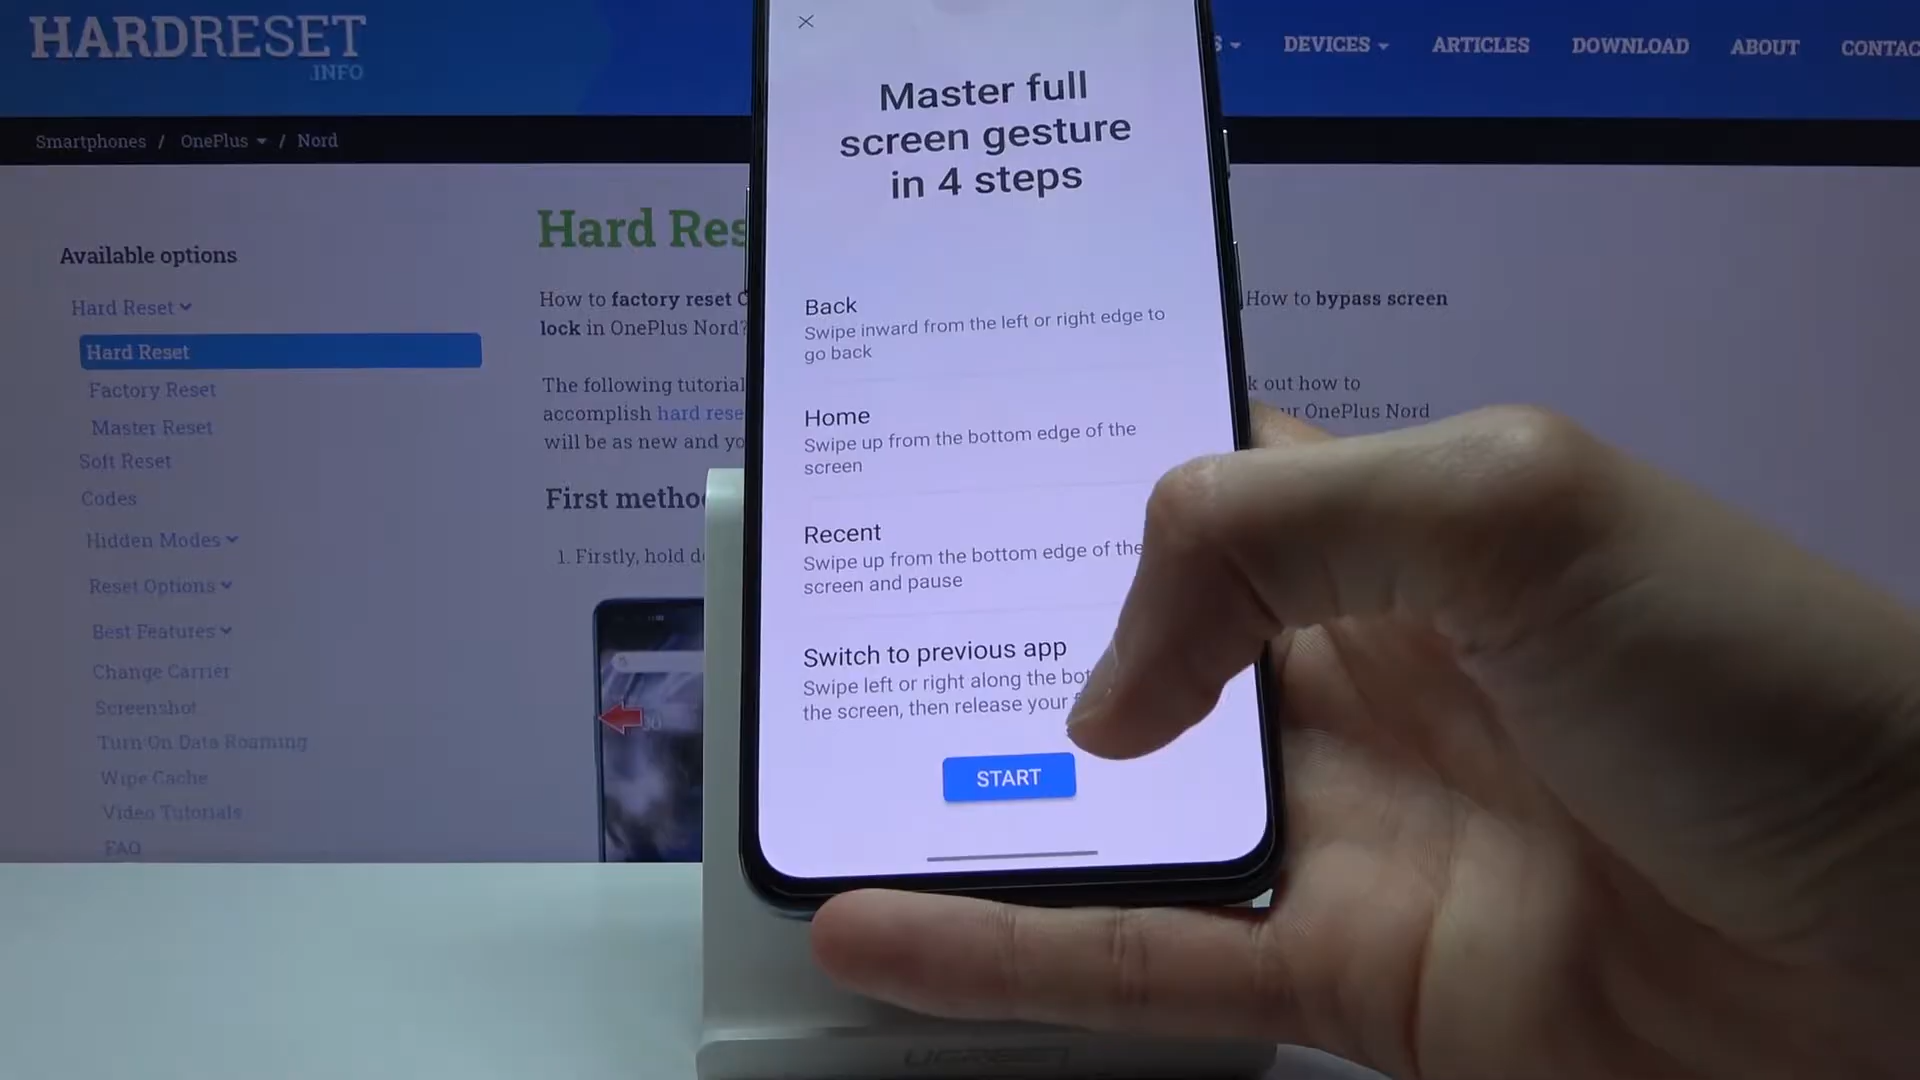 HARDRESET
.INFO
DEVICES
ARTICLES
DOWNLOAD
ABOUT
CONTAC
Smartphones / OnePlus / Nord
Available options
Hard Reset
Hard Reset
Factory Reset
Master Reset
Soft Reset
Codes
Hidden Modes
Reset Options
Best Features
Change Carrier
Screenshot
Turn On Data Roaming
Wipe Cache
Video Tutorials
FAQ
Hard Res
How to factory reset
lock in OnePlus Nord?
The following tutorial
accomplish hard rese
will be as new and yo
First metho
1. Firstly, hold d
How to bypass screen
k out how to
ur OnePlus Nord
Master full
screen gesture
in 4 steps
Back
Swipe inward from the left or right edge to
go back
Home
Swipe up from the bottom edge of the
screen
Recent
Swipe up from the bottom edge of the
screen and pause
Switch to previous app
Swipe left or right along the bot
the screen, then release your
START
UGREEN